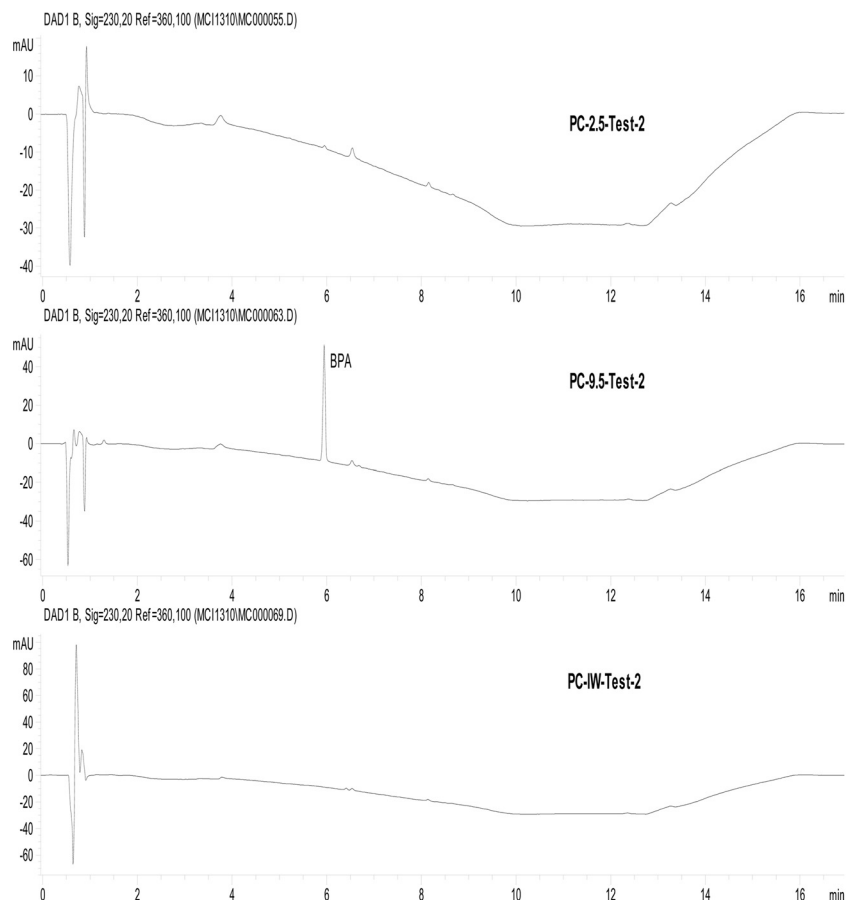 DAD1 B, Sig=230,20 Ref=360,100 (MCI1310\MC000055.D)
mAU
10
0
-10
-20
-30
-40
PC-2.5-Test-2
0 2 4 6 8 10 12 14 16 min
DAD1 B, Sig=230,20 Ref=360,100 (MCI1310\MC000063.D)
mAU
40
20
0
-20
-40
-60
BPA
PC-9.5-Test-2
0 2 4 6 8 10 12 14 16 min
DAD1 B, Sig=230,20 Ref=360,100 (MCI1310\MC000069.D)
mAU
80
60
40
20
0
-20
-40
-60
PC-IW-Test-2
0 2 4 6 8 10 12 14 16 min